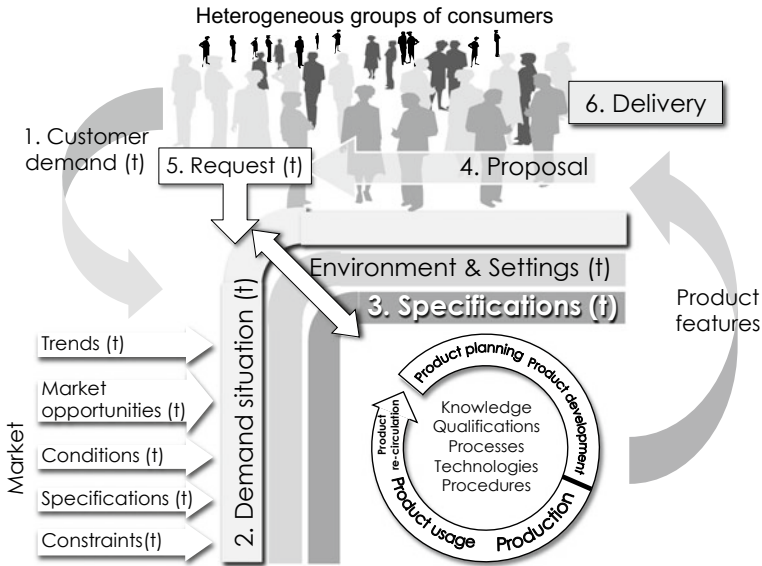 Heterogeneous groups of consumers
6. Delivery
1. Customer
demand (t)
5. Request (t)
4. Proposal
Environment & Settings (t)
3. Specifications (t)
2. Demand situation (t)
Product
features
Market
Trends (t)
Market
opportunities (t)
Conditions (t)
Specifications (t)
Constraints(t)
Product planning
Product development
Production
Product usage
Product
re-circulation
Knowledge
Qualifications
Processes
Technologies
Procedures